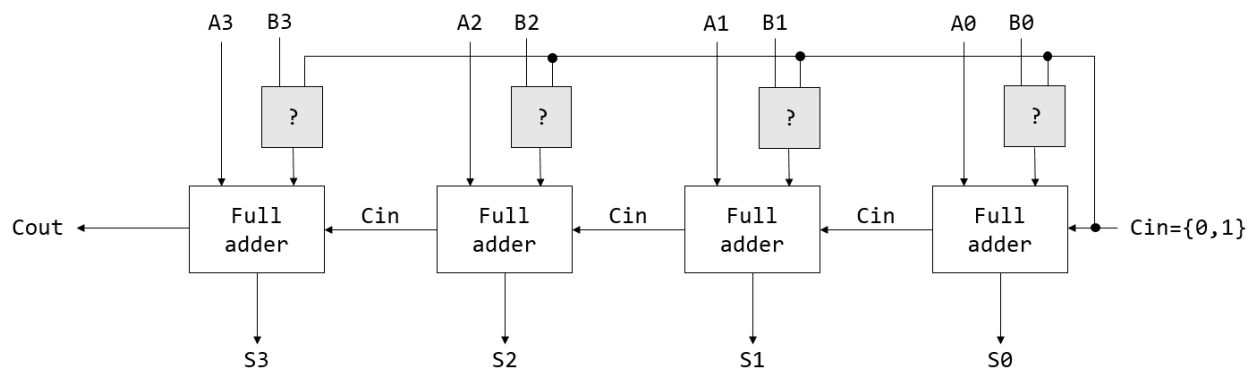 A3 B3 A2 B2 A1 B1 A0 B0
? ? ? ?
Cout Full adder Cin Full adder Cin Full adder Cin Full adder Cin={0,1}
S3 S2 S1 S0